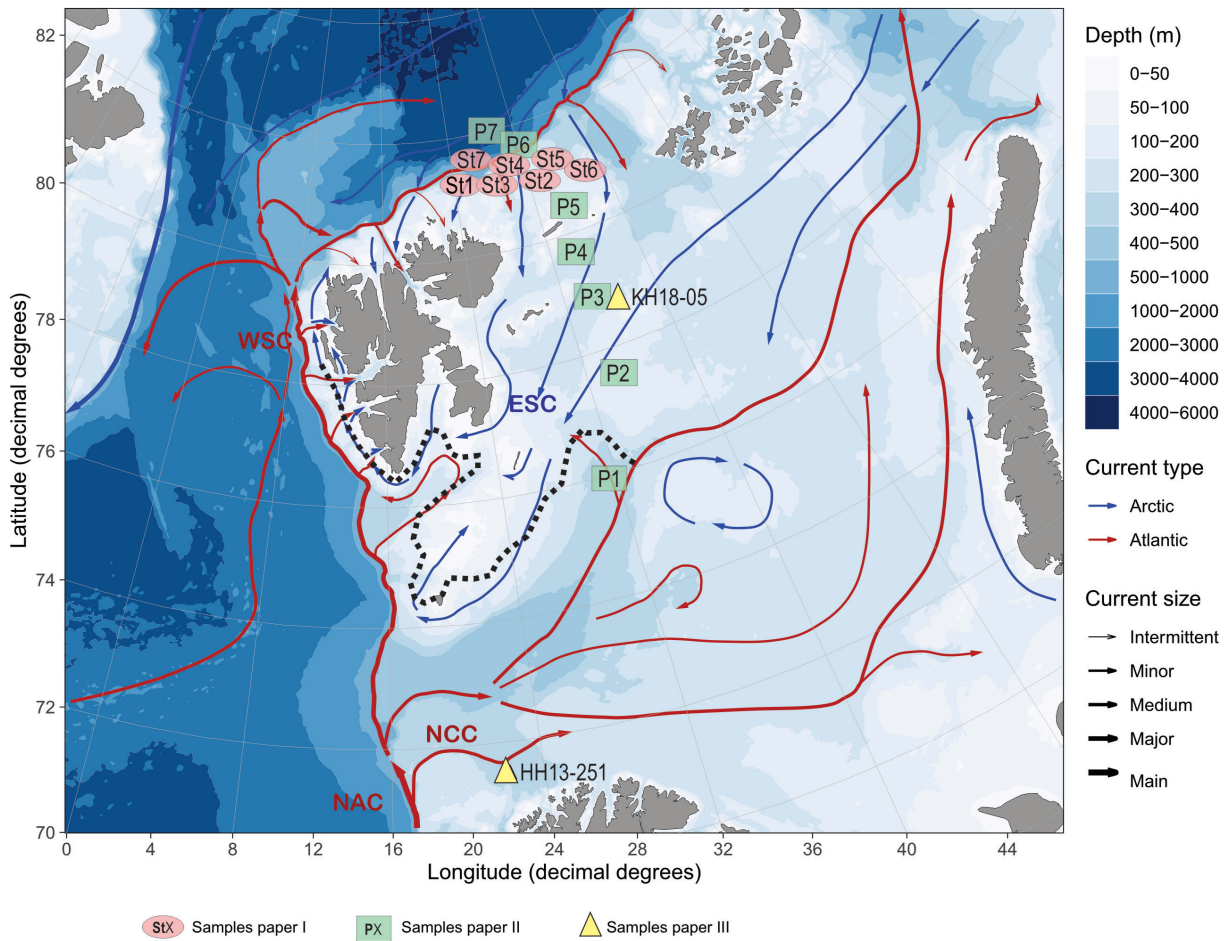 82
80
78
76
74
72
70
Latitude (decimal degrees)
0
4
8
12
16
20
24
28
32
36
40
44
Longitude (decimal degrees)
P7
P6
St7
St4
St5
St6
St1
St3
St2
P5
P4
P3
KH18-05
WSC
P2
ESC
P1
NCC
HH13-251
NAC
Depth (m)
0−50
50−100
100−200
200−300
300−400
400−500
500−1000
1000−2000
2000−3000
3000−4000
4000−6000
Current type
Arctic
Atlantic
Current size
Intermittent
Minor
Medium
Major
Main
StX Samples paper I
PX Samples paper II
Samples paper III